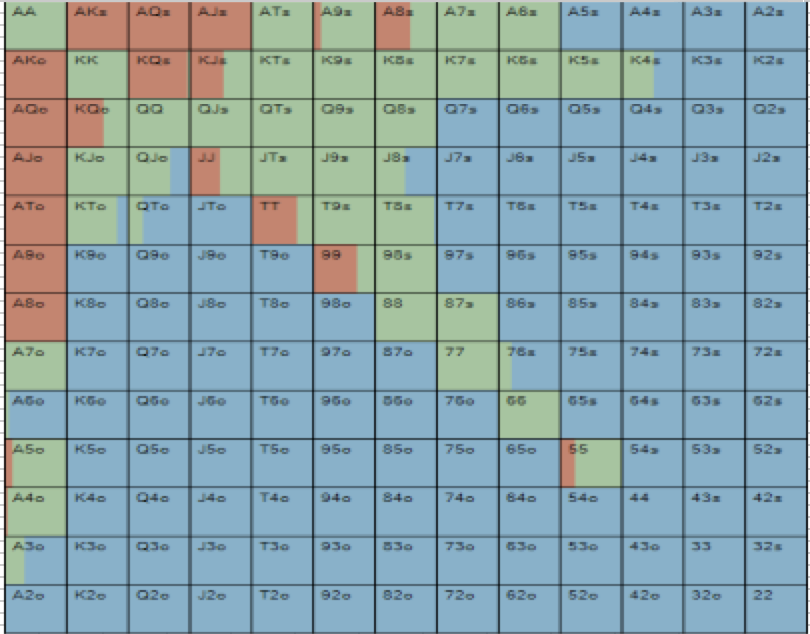 AA AKs AQs AJs ATs A9s A8s A7s A6s A5s A4s A3s A2s
AKo KK KQs KJs KTs K9s K8s K7s K6s K5s K4s K3s K2s
AQo KQo QQ QJs QTs Q9s Q8s Q7s Q6s Q5s Q4s Q3s Q2s
AJo KJo QJo JJ JTs J9s J8s J7s J6s J5s J4s J3s J2s
ATo KTo QTo JTo TT T9s T8s T7s T6s T5s T4s T3s T2s
A9o K9o Q9o J9o T9o 99 98s 97s 96s 95s 94s 93s 92s
A8o K8o Q8o J8o T8o 98o 88 87s 86s 85s 84s 83s 82s
A7o K7o Q7o J7o T7o 97o 87o 77 76s 75s 74s 73s 72s
A6o K6o Q6o J6o T6o 96o 86o 76o 66 65s 64s 63s 62s
A5o K5o Q5o J5o T5o 95o 85o 75o 65o 55 54s 53s 52s
A4o K4o Q4o J4o T4o 94o 84o 74o 64o 54o 44 43s 42s
A3o K3o Q3o J3o T3o 93o 83o 73o 63o 53o 43o 33 32s
A2o K2o Q2o J2o T2o 92o 82o 72o 62o 52o 42o 32o 22